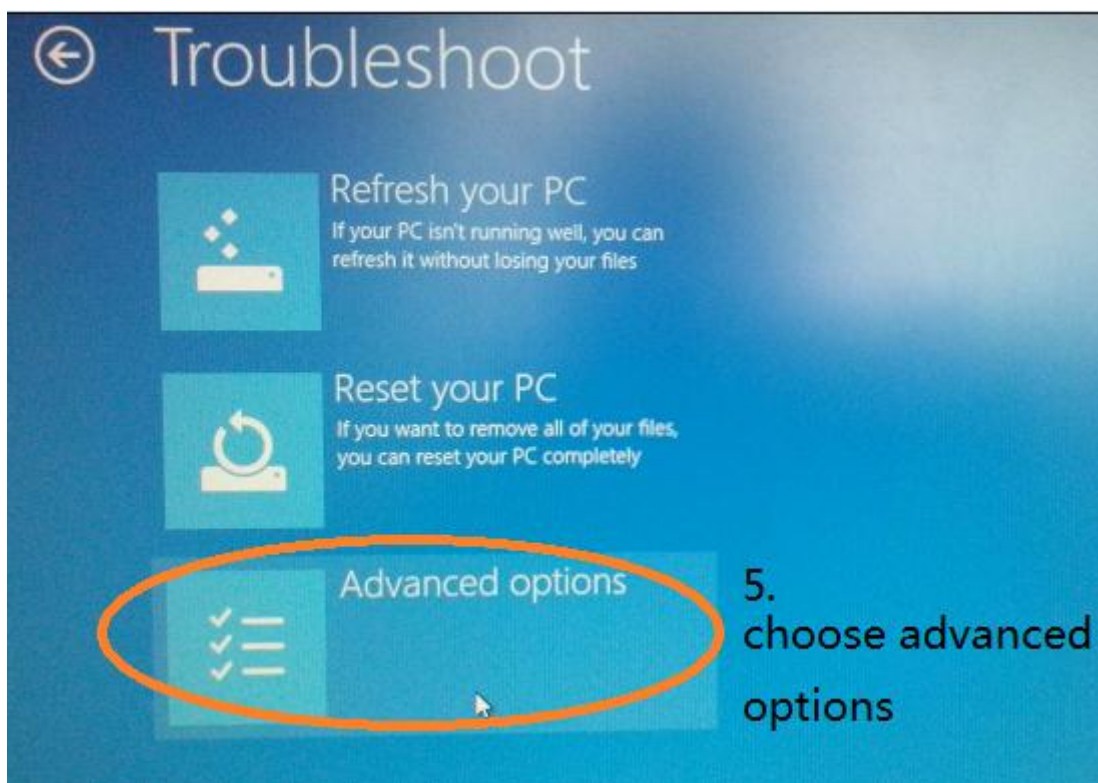 Troubleshoot
Refresh your PC
If your PC isn't running well, you can
refresh it without losing your files
Reset your PC
If you want to remove all of your files,
you can reset your PC completely
Advanced options
5.
choose advanced
options